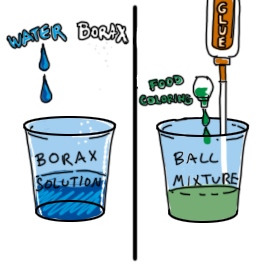 WATER BORAX
BORAX
SOLUTION
GLUE
FOOD
COLORING
BALL
MIXTURE